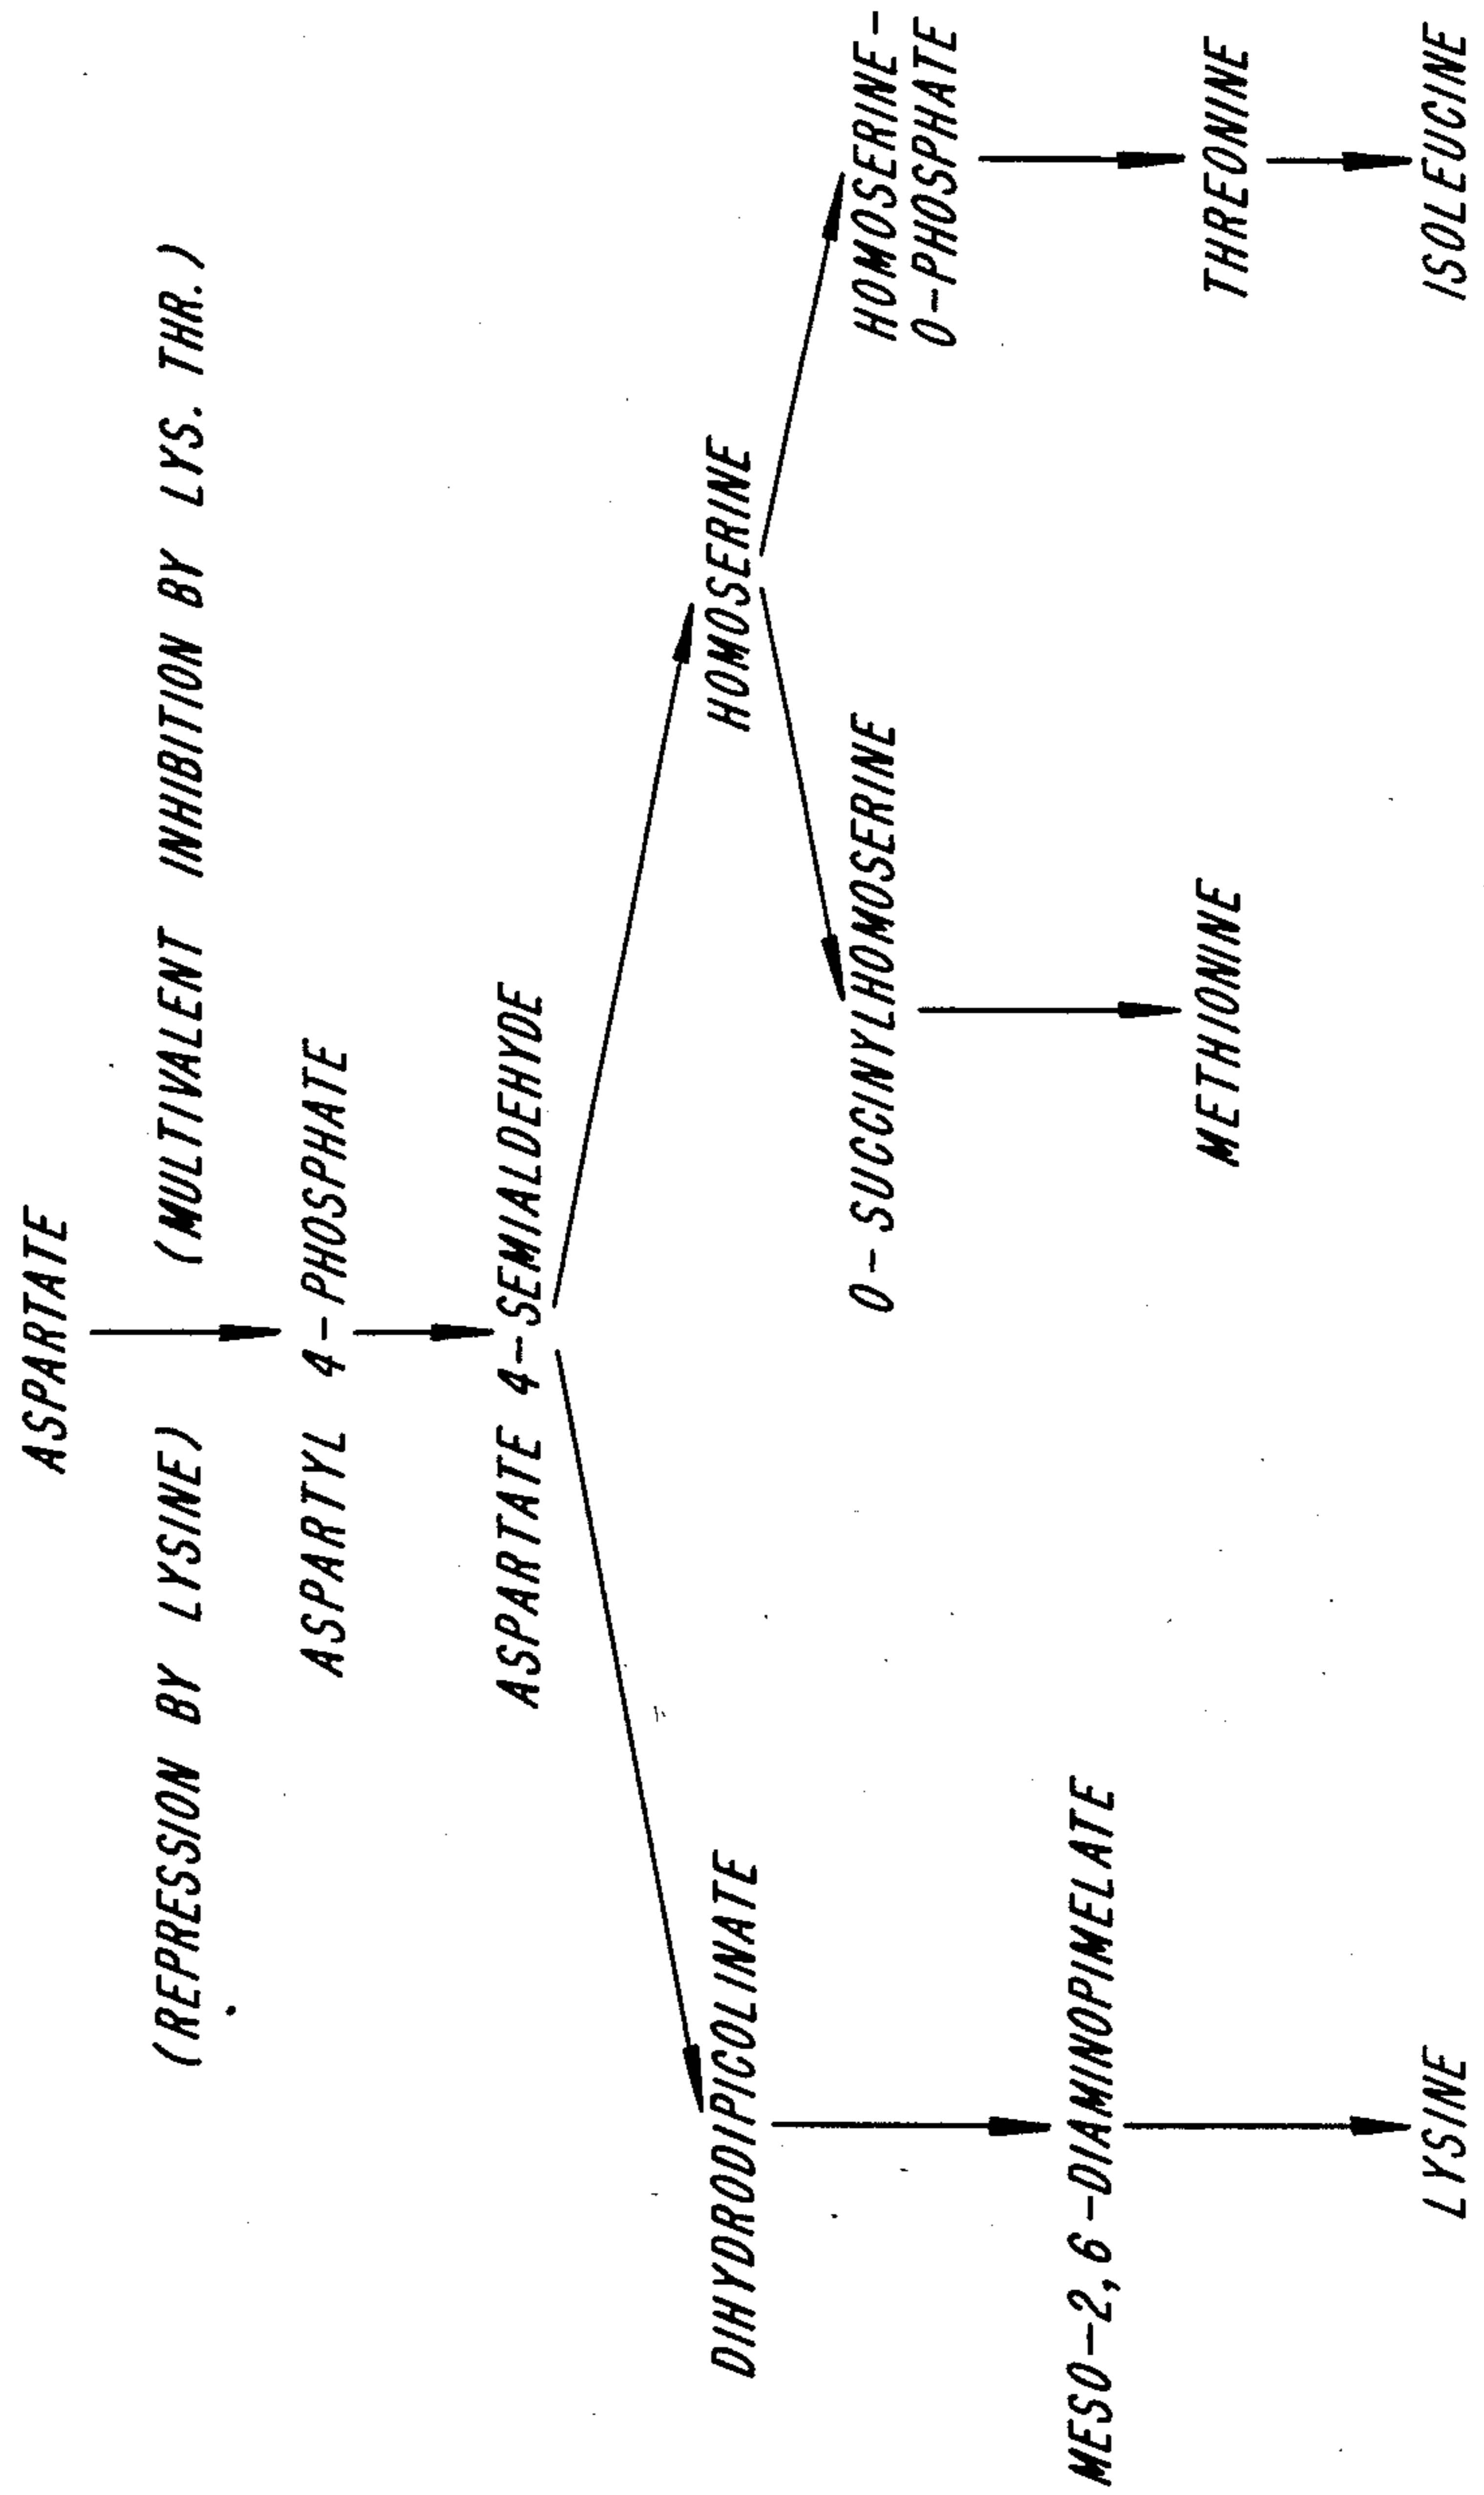 ASPARTATE
(REPRESSION BY LYSINE)
(MULTIVALENT INHIBITION BY LYS. THR.)
ASPARTYL 4-PHOSPHATE
ASPARTATE 4-SEMIALDEHYDE
DIHYDRODIPICOLINATE
HOMOSERINE
O-SUCCINYLHOMOSERINE
HOMOSERINE-
O-PHOSPHATE
MESO-2,6-DIAMINOPIMELATE
METHIONINE
THREONINE
LYSINE
ISOLEUCINE